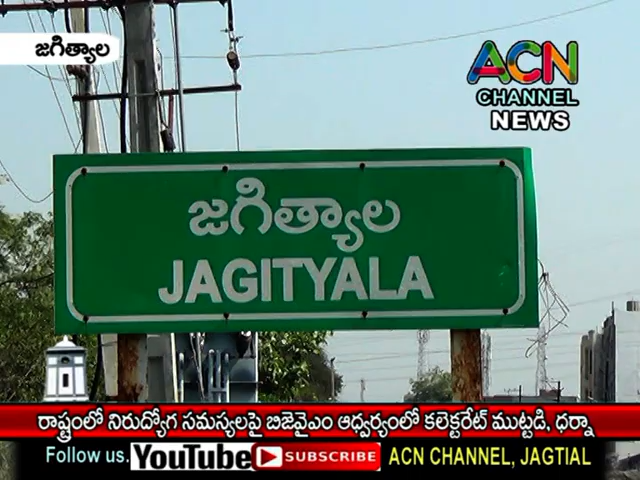 జగిత్యాల
ACN
CHANNEL
NEWS
జగిత్యాల
JAGITYALA
రాష్ట్రంలో నిరుద్యోగ సమస్యలపై బిజెవైఎం ఆధ్వర్యంలో కలెక్టరేట్ ముట్టడి, ధర్నా
Follow us. YouTube SUBSCRIBE ACN CHANNEL, JAGTIAL